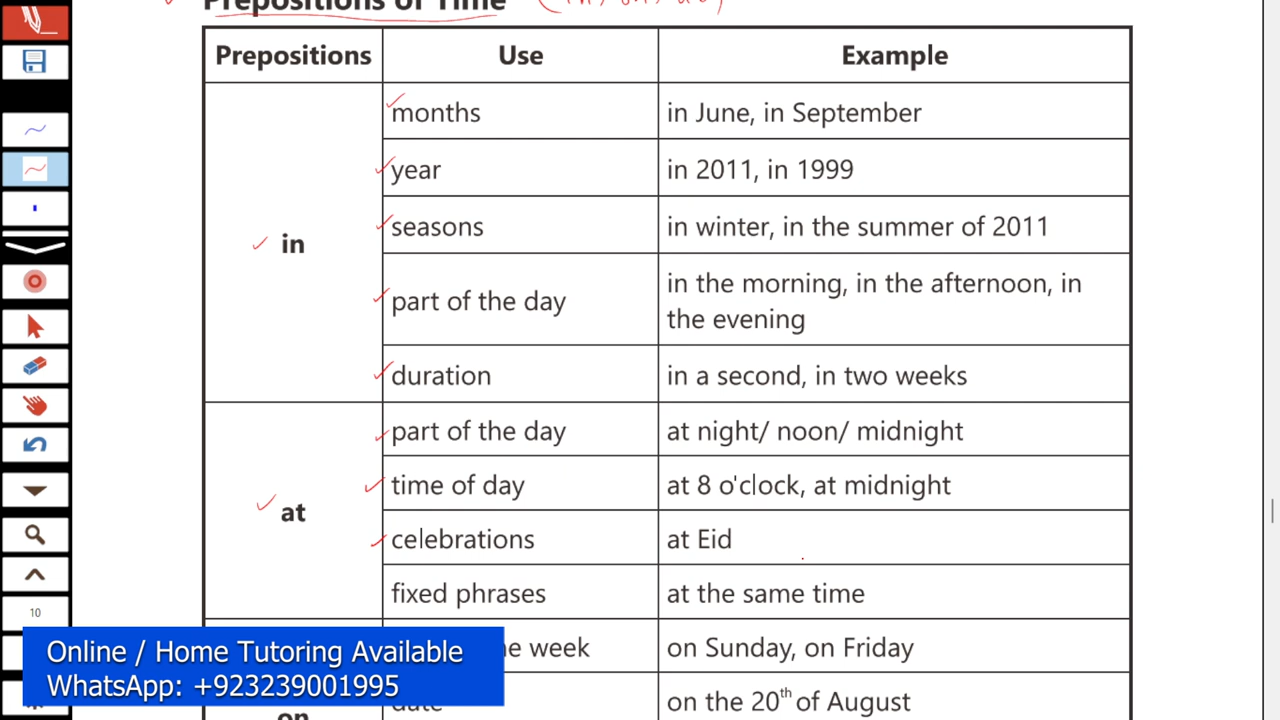 Prepositions of Time
Prepositions Use Example
in
months in June, in September
year in 2011, in 1999
seasons in winter, in the summer of 2011
part of the day in the morning, in the afternoon, in
the evening
duration in a second, in two weeks
at
part of the day at night/ noon/ midnight
time of day at 8 o'clock, at midnight
celebrations at Eid
fixed phrases at the same time
on
week on Sunday, on Friday
date on the 20th of August
10
Online / Home Tutoring Available
WhatsApp: +923239001995